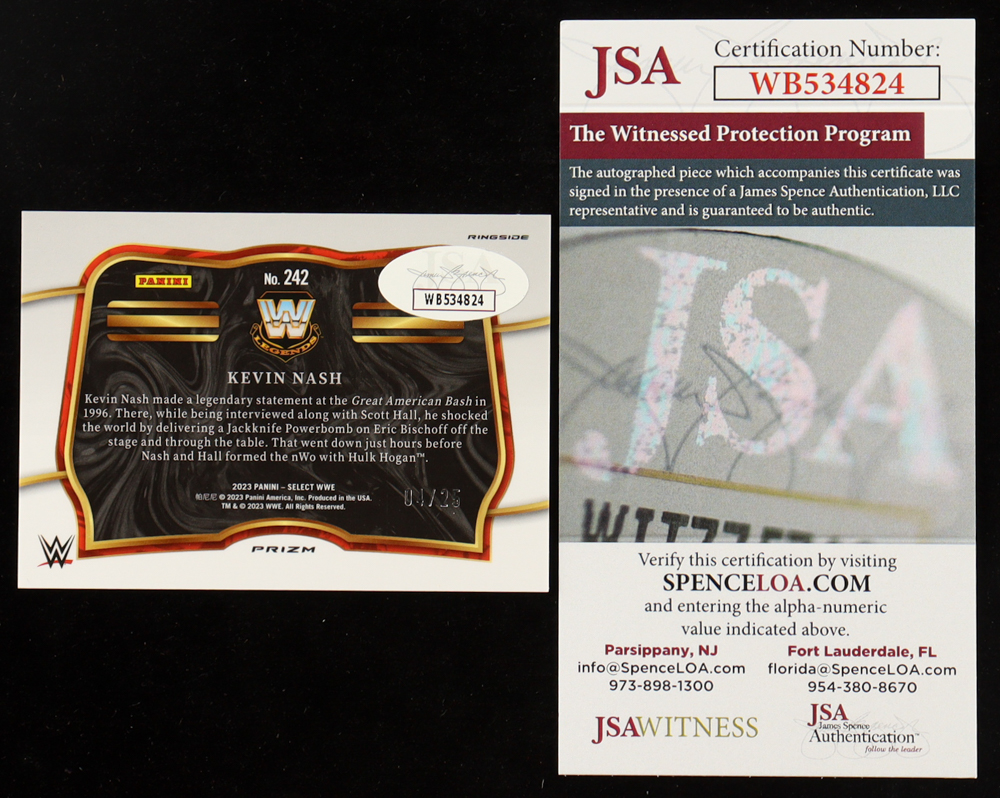 RINGSIDE
PANINI
No. 242
WB534824
W
LEGENDS
KEVIN NASH
Kevin Nash made a legendary statement at the Great American Bash in
1996. There, while being interviewed along with Scott Hall, he shocked
the world by delivering a Jackknife Powerbomb on Eric Bischoff off the
stage and through the table. That went down just hours before
Nash and Hall formed the nWo with Hulk Hogan™.
2023 PANINI – SELECT WWE
帕尼尼 © 2023 Panini America, Inc. Produced in the USA.
TM & © 2023 WWE. All Rights Reserved.
04/25
PRIZM
W
JSA
Certification Number:
WB534824
The Witnessed Protection Program
The autographed piece which accompanies this certificate was
signed in the presence of a James Spence Authentication, LLC
representative and is guaranteed to be authentic.
JSA
Verify this certification by visiting
SPENCELOA.COM
and entering the alpha-numeric
value indicated above.
Parsippany, NJ
info@SpenceLOA.com
973-898-1300
Fort Lauderdale, FL
florida@SpenceLOA.com
954-380-8670
JSAWITNESS
JSA
James Spence
Authentication™
follow the leader